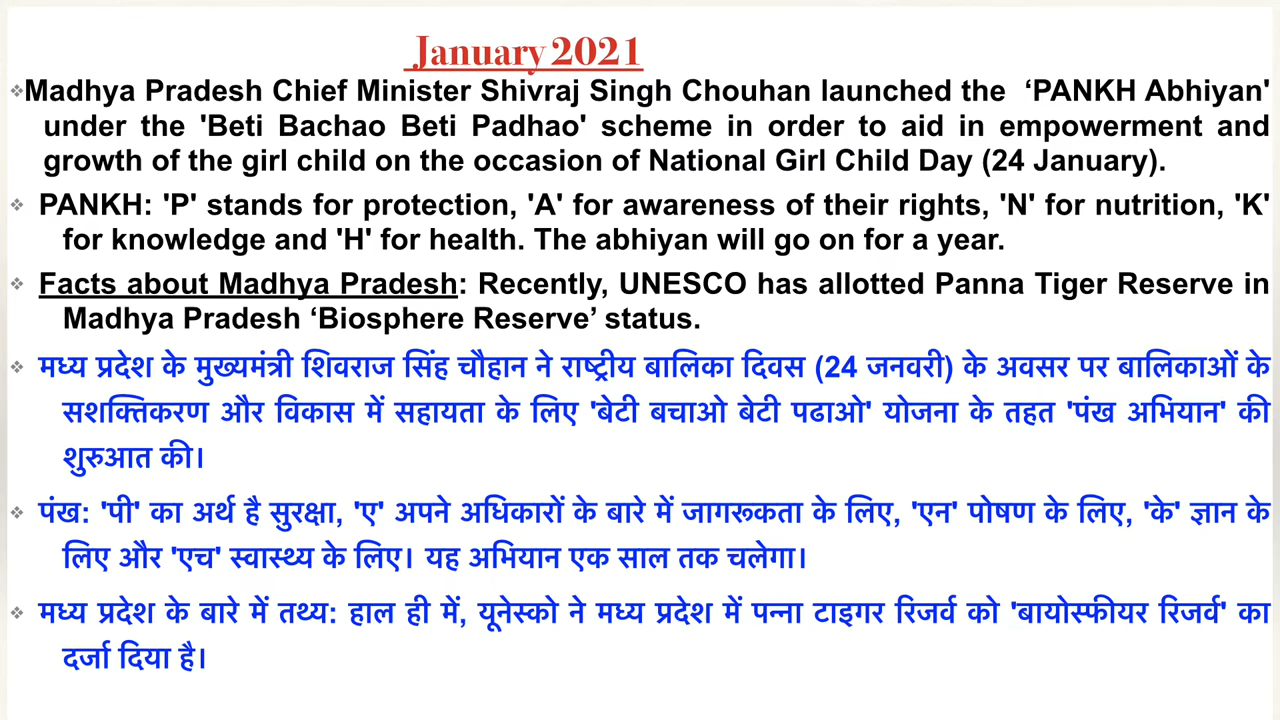 January 2021
❖Madhya Pradesh Chief Minister Shivraj Singh Chouhan launched the ‘PANKH Abhiyan'
under the 'Beti Bachao Beti Padhao' scheme in order to aid in empowerment and
growth of the girl child on the occasion of National Girl Child Day (24 January).
❖ PANKH: 'P' stands for protection, 'A' for awareness of their rights, 'N' for nutrition, 'K'
for knowledge and 'H' for health. The abhiyan will go on for a year.
❖ Facts about Madhya Pradesh: Recently, UNESCO has allotted Panna Tiger Reserve in
Madhya Pradesh ‘Biosphere Reserve’ status.
❖ मध्य प्रदेश के मुख्यमंत्री शिवराज सिंह चौहान ने राष्ट्रीय बालिका दिवस (24 जनवरी) के अवसर पर बालिकाओं के
सशक्तिकरण और विकास में सहायता के लिए 'बेटी बचाओ बेटी पढाओ' योजना के तहत 'पंख अभियान' की
शुरुआत की।
❖ पंख: 'पी' का अर्थ है सुरक्षा, 'ए' अपने अधिकारों के बारे में जागरूकता के लिए, 'एन' पोषण के लिए, 'के' ज्ञान के
लिए और 'एच' स्वास्थ्य के लिए। यह अभियान एक साल तक चलेगा।
❖ मध्य प्रदेश के बारे में तथ्य: हाल ही में, यूनेस्को ने मध्य प्रदेश में पन्ना टाइगर रिजर्व को 'बायोस्फीयर रिजर्व' का
दर्जा दिया है।